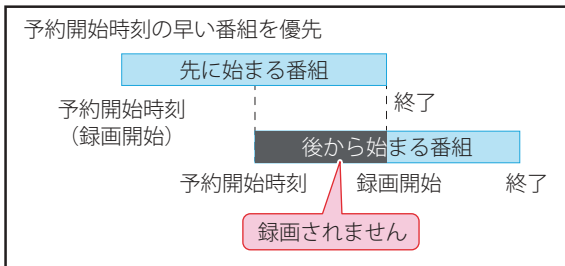 予約開始時刻の早い番組を優先
先に始まる番組
予約開始時刻
（録画開始）
終了
後から始まる番組
予約開始時刻
録画開始
終了
録画されません